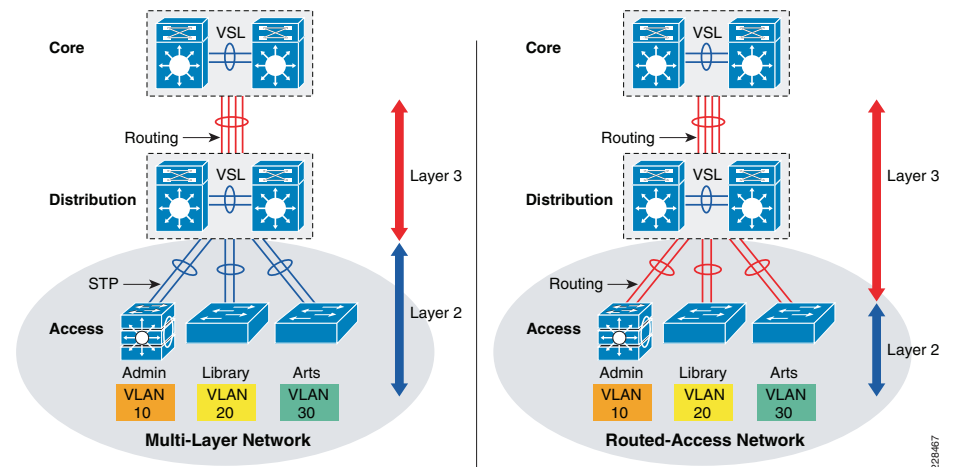 Core
VSL
Routing
Layer 3
Distribution
VSL
STP
Layer 2
Access
Admin
Library
Arts
VLAN
10
VLAN
20
VLAN
30
Multi-Layer Network
Core
VSL
Routing
Layer 3
Distribution
VSL
Routing
Access
Layer 2
Admin
Library
Arts
VLAN
10
VLAN
20
VLAN
30
Routed-Access Network
228467